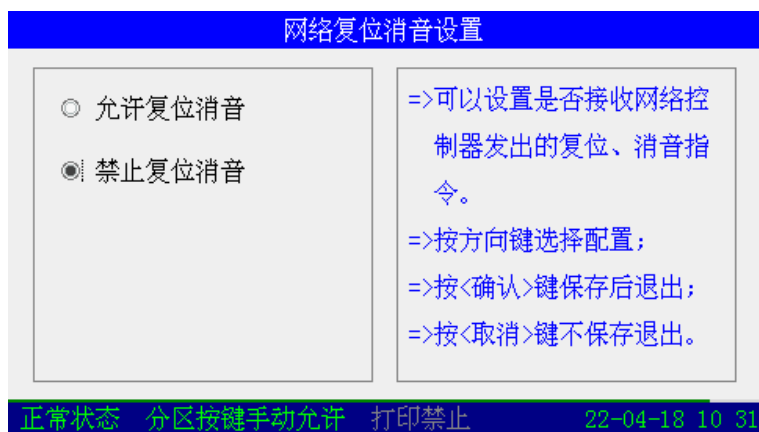 网络复位消音设置
允许复位消音
禁止复位消音
=>可以设置是否接收网络控
制器发出的复位、消音指
令。
=>按方向键选择配置;
=>按<确认>键保存后退出;
=>按<取消>键不保存退出。
正常状态 分区按键手动允许 打印禁止 22-04-18 10 31